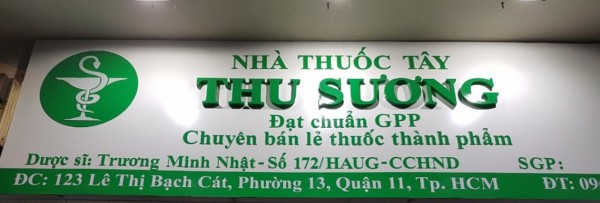 NHÀ THUỐC TÂY
THU SƯƠNG
Đạt chuẩn GPP
Chuyên bán lẻ thuốc thành phẩm
Dược sĩ: Trương Minh Nhật - Số 172/HAUG-CCHND SGP:
ĐC: 123 Lê Thị Bạch Cát, Phường 13, Quận 11, Tp. HCM ĐT: 09